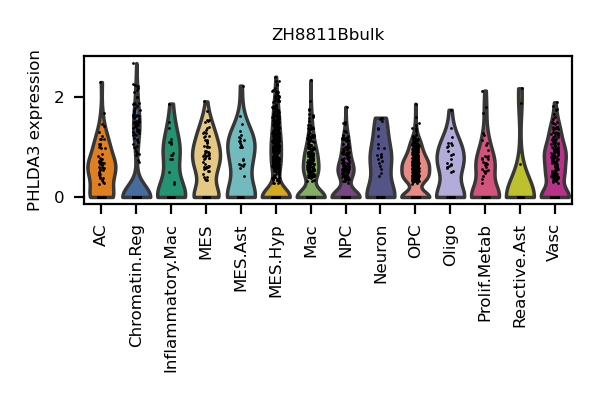 ZH8811Bbulk
PHLDA3 expression
2
0
AC
Chromatin.Reg
Inflammatory.Mac
MES
MES.Ast
MES.Hyp
Mac
NPC
Neuron
OPC
Oligo
Prolif.Metab
Reactive.Ast
Vasc